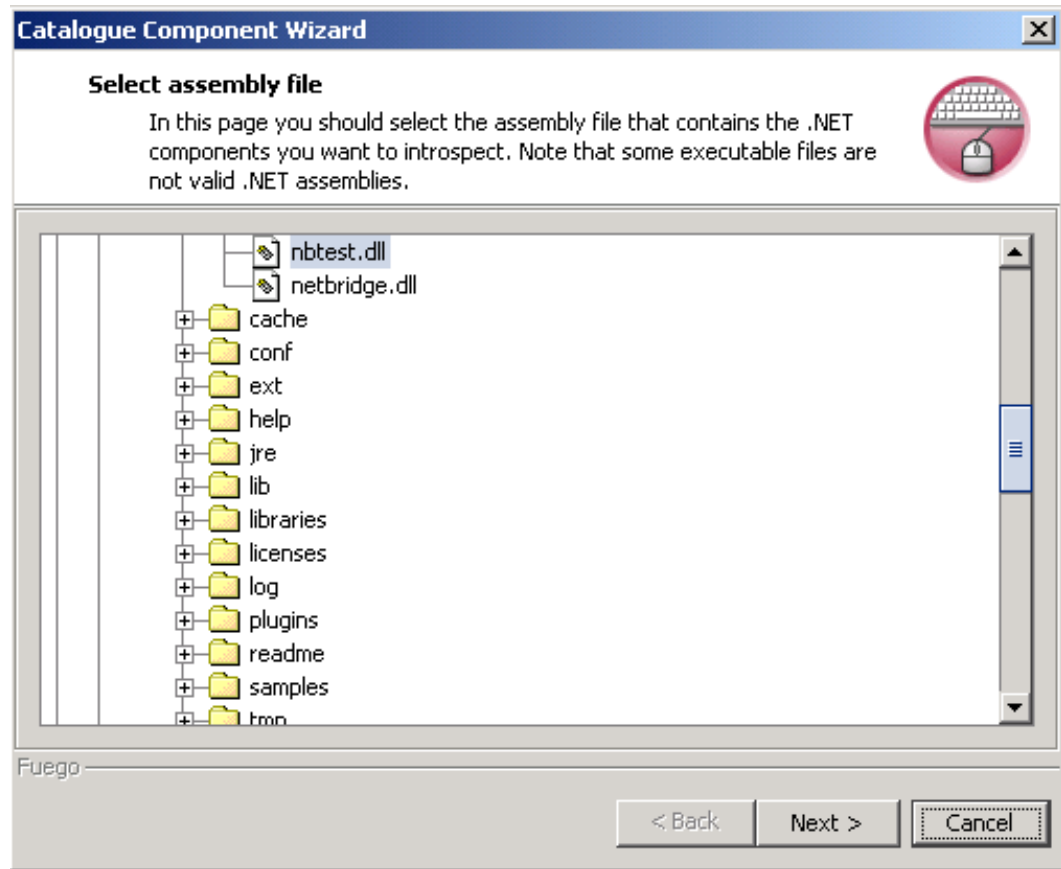 Catalogue Component Wizard
Select assembly file
In this page you should select the assembly file that contains the .NET
components you want to introspect. Note that some executable files are
not valid .NET assemblies.
nbtest.dll
netbridge.dll
cache
conf
ext
help
jre
lib
libraries
licenses
log
plugins
readme
samples
tmp
Fuego
< Back
Next >
Cancel